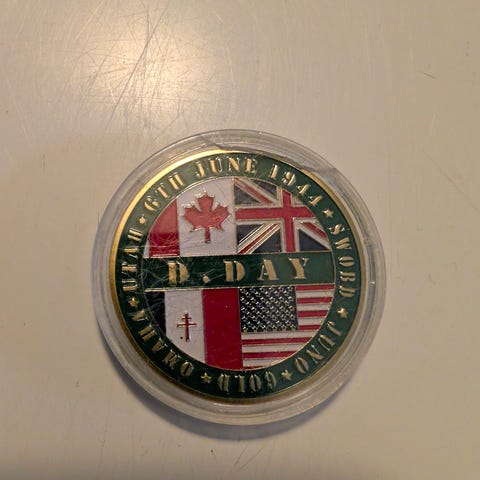 6TH JUNE 1944 ★ SWORD ★ JUNO ★ GOLD ★ OMAHA ★ UTAH ★
D.DAY